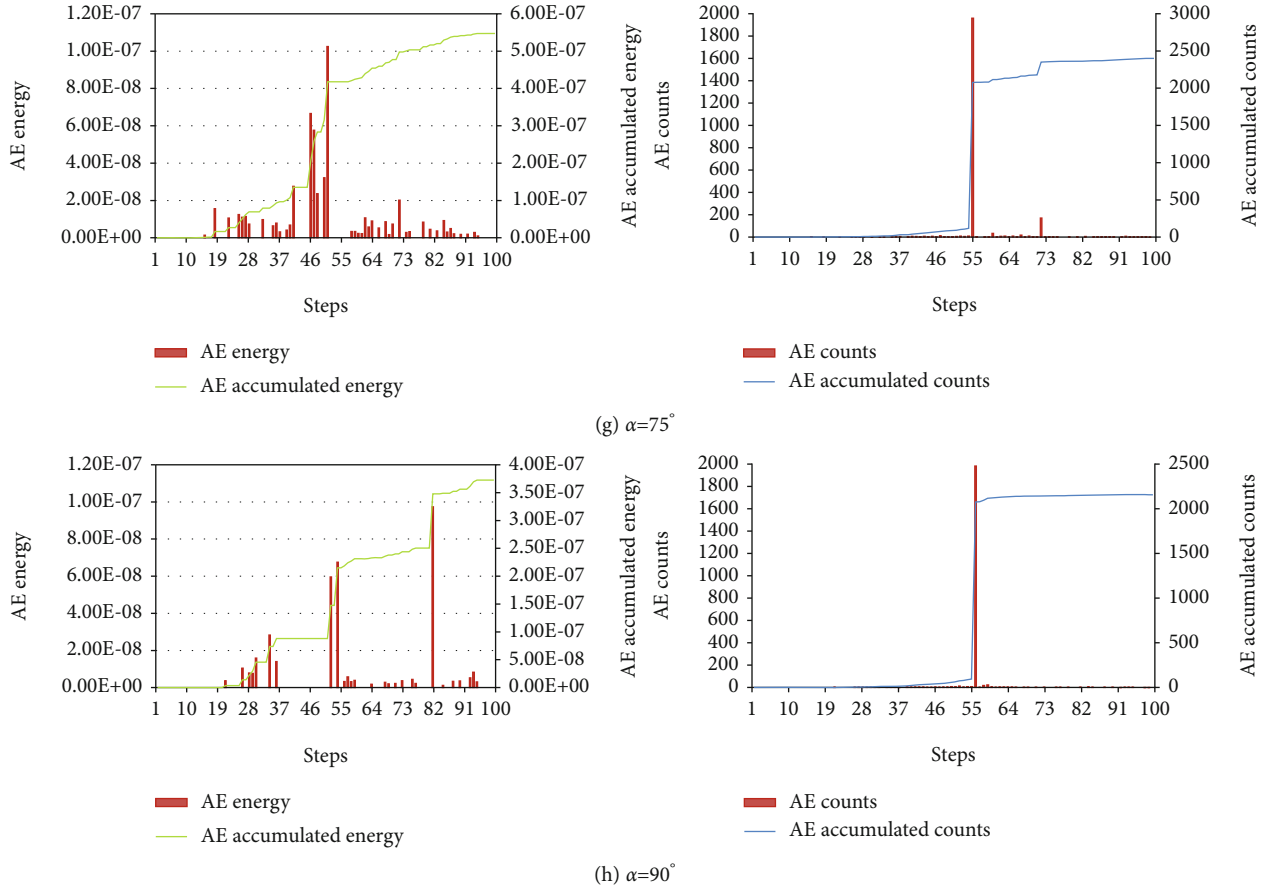 1.20E-07
1.00E-07
8.00E-08
6.00E-08
4.00E-08
2.00E-08
0.00E+00
AE energy
6.00E-07
5.00E-07
4.00E-07
3.00E-07
2.00E-07
1.00E-07
0.00E+00
AE accumulated energy
1 10 19 28 37 46 55 64 73 82 91 100
Steps
AE energy
AE accumulated energy
2000
1800
1600
1400
1200
1000
800
600
400
200
0
AE counts
3000
2500
2000
1500
1000
500
0
AE accumulated counts
1 10 19 28 37 46 55 64 73 82 91 100
Steps
AE counts
AE accumulated counts
(g) α=75°
1.20E-07
1.00E-07
8.00E-08
6.00E-08
4.00E-08
2.00E-08
0.00E+00
AE energy
4.00E-07
3.50E-07
3.00E-07
2.50E-07
2.00E-07
1.50E-07
1.00E-07
5.00E-08
0.00E+00
AE accumulated energy
1 10 19 28 37 46 55 64 73 82 91 100
Steps
AE energy
AE accumulated energy
2000
1800
1600
1400
1200
1000
800
600
400
200
0
AE counts
2500
2000
1500
1000
500
0
AE accumulated counts
1 10 19 28 37 46 55 64 73 82 91 100
Steps
AE counts
AE accumulated counts
(h) α=90°